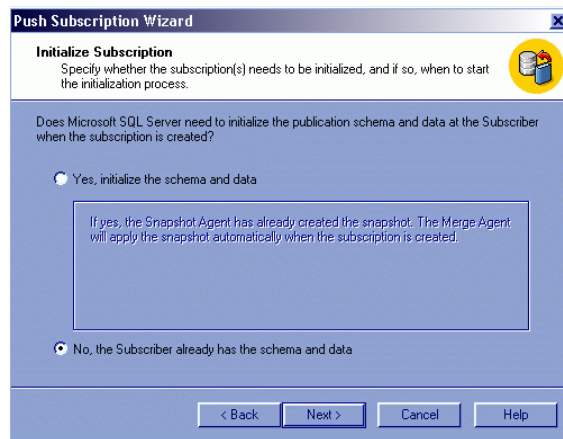 Push Subscription Wizard
Initialize Subscription
Specify whether the subscription(s) needs to be initialized, and if so, when to start
the initialization process.
Does Microsoft SQL Server need to initialize the publication schema and data at the Subscriber
when the subscription is created?
Yes, initialize the schema and data
If yes, the Snapshot Agent has already created the snapshot. The Merge Agent
will apply the snapshot automatically when the subscription is created.
No, the Subscriber already has the schema and data
< Back Next > Cancel Help